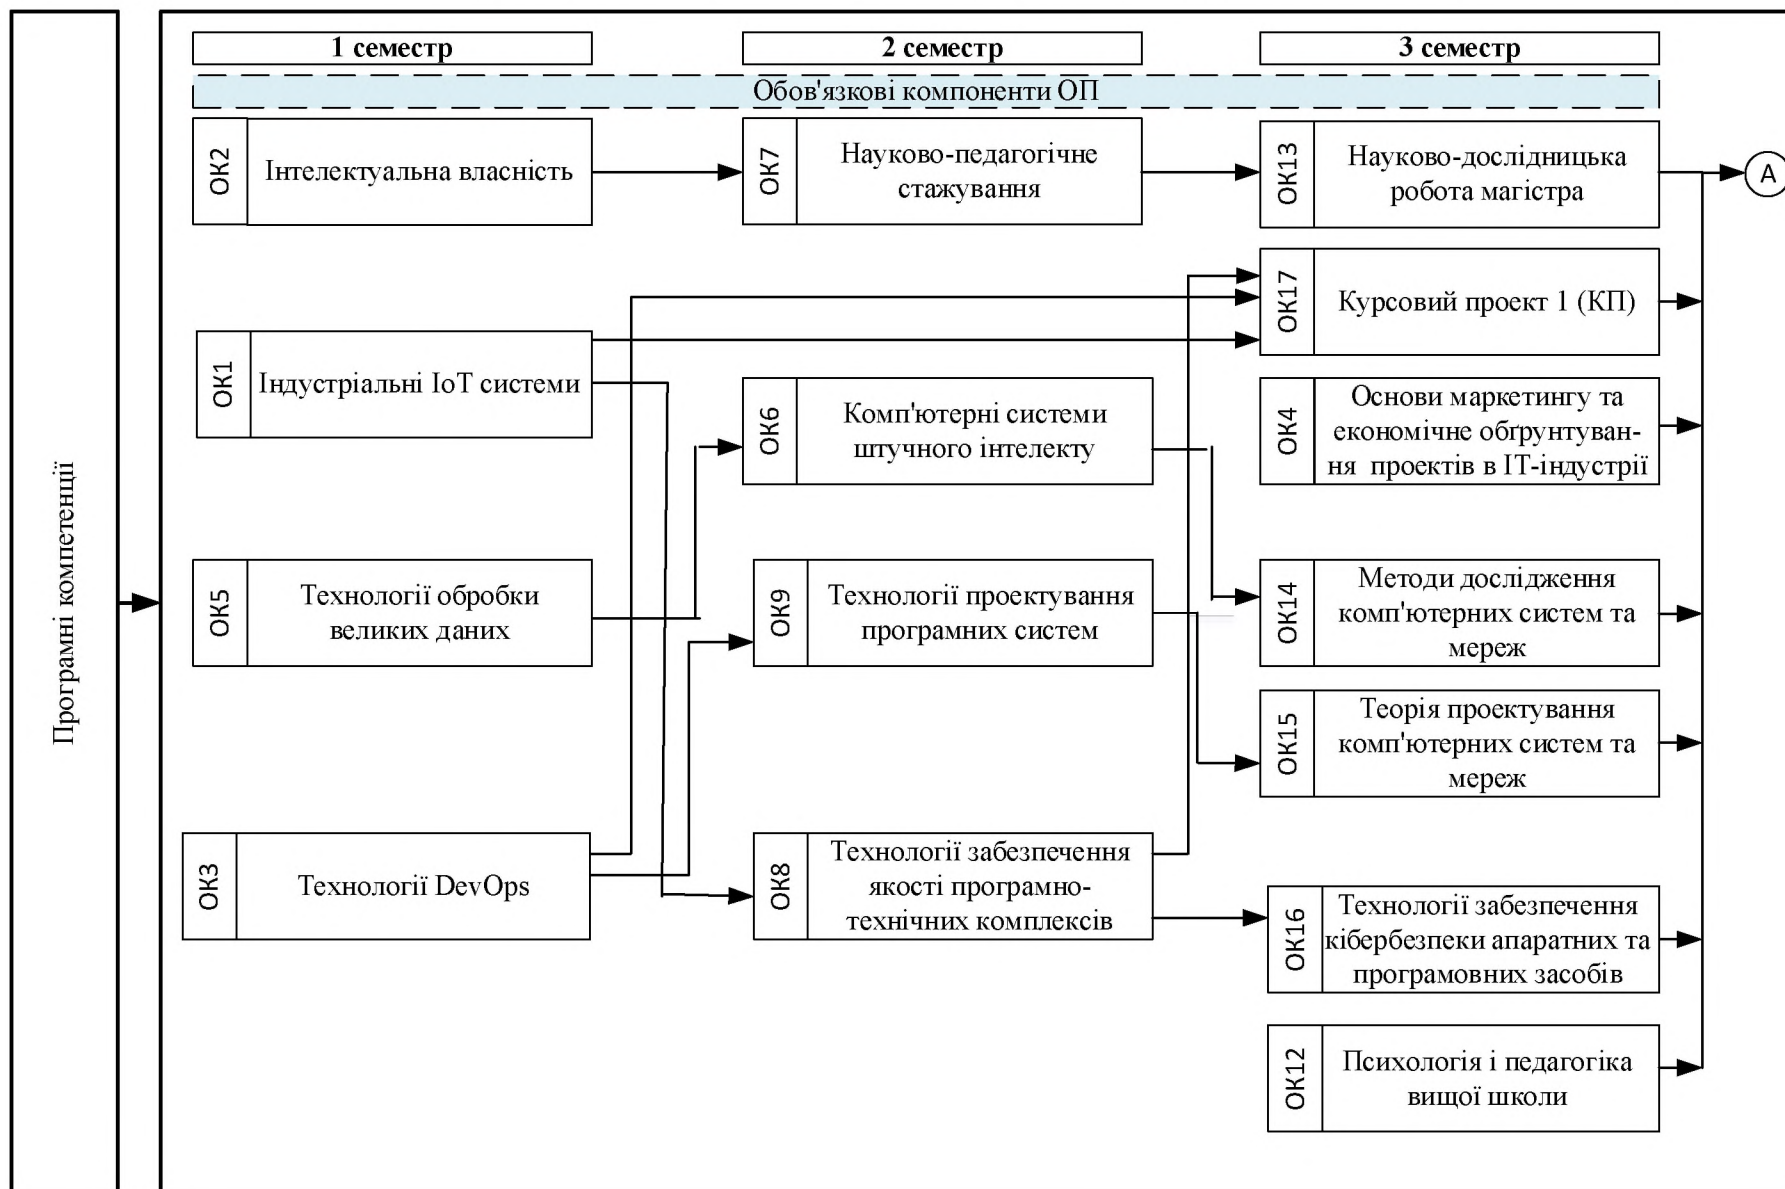 Програмні компетенції
1 семестр
2 семестр
3 семестр
Обов'язкові компоненти ОП
ОК2
Інтелектуальна власність
ОК7
Науково-педагогічне
стажування
ОК13
Науково-дослідницька
робота магістра
А
ОК17
Курсовий проект 1 (КП)
ОК1
Індустріальні ІоТ системи
ОК6
Комп'ютерні системи
штучного інтелекту
ОК4
Основи маркетингу та
економічне обґрунтуван-
ня проектів в ІТ-індустрії
ОК5
Технології обробки
великих даних
ОК9
Технології проектування
програмних систем
ОК14
Методи дослідження
комп'ютерних систем та
мереж
ОК15
Теорія проектування
комп'ютерних систем та
мереж
ОК3
Технології DevOps
ОК8
Технології забезпечення
якості програмно-
технічних комплексів
ОК16
Технології забезпечення
кібербезпеки апаратних та
програмовних засобів
ОК12
Психологія і педагогіка
вищої школи